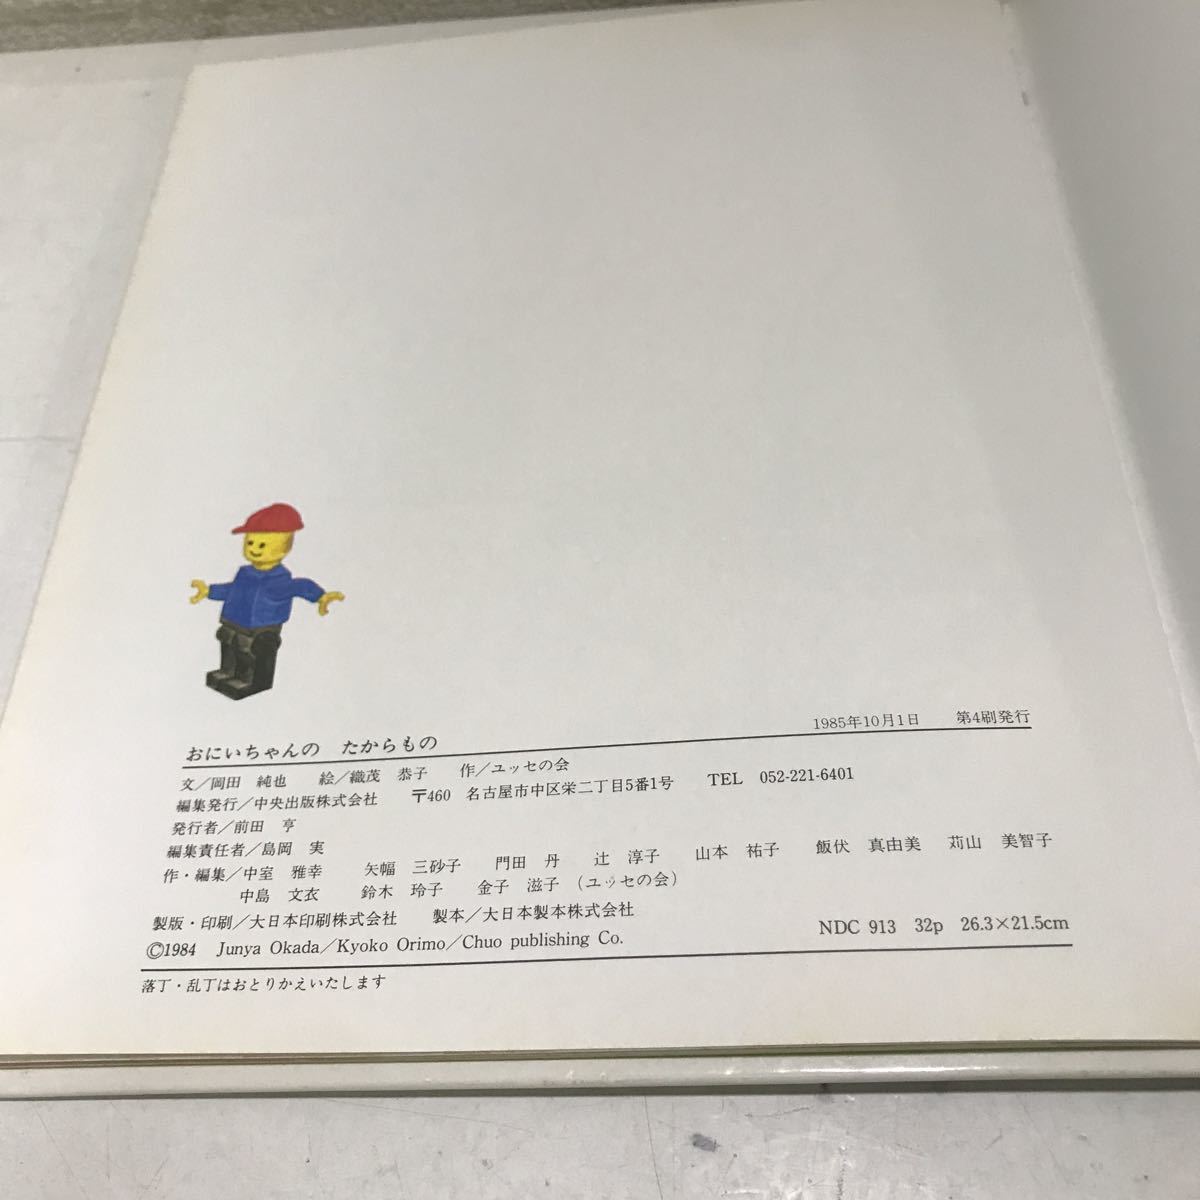 1985年10月1日 第4刷発行
おにいちゃんの たからもの
文/岡田 純也 絵/織茂 恭子 作/ユッセの会
編集発行/中央出版株式会社 〒460 名古屋市中区栄二丁目5番1号 TEL 052-221-6401
発行者/前田 亨
編集責任者/島岡 実
作・編集/中室 雅幸 矢幅 三砂子 門田 丹 辻 淳子 山本 祐子 飯伏 真由美 苅山 美智子
中島 文衣 鈴木 玲子 金子 滋子(ユッセの会)
製版・印刷/大日本印刷株式会社 製本/大日本製本株式会社
©1984 Junya Okada/Kyoko Orimo/Chuo publishing Co.
NDC 913 32p 26.3×21.5cm
落丁・乱丁はおとりかえいたします